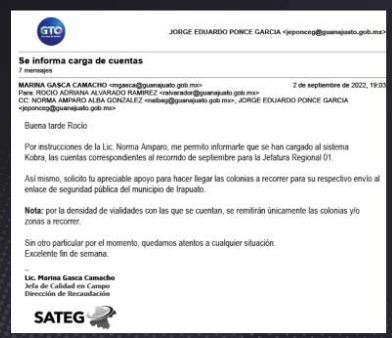 GTO
JORGE EDUARDO PONCE GARCIA <jeponceg@guanajuato.gob.mx>
Se informa carga de cuentas
7 mensajes
MARINA GASCA CAMACHO <mgasca@guanajuato.gob.mx> 2 de septiembre de 2022, 19:03
Para: ROCIO ADRIANA ALVARADO RAMIREZ <ralvarador@guanajuato.gob.mx>
CC: NORMA AMPARO ALBA GONZALEZ <nalbag@guanajuato.gob.mx>, JORGE EDUARDO PONCE GARCIA
<jeponceg@guanajuato.gob.mx>
Buena tarde Rocío
Por instrucciones de la Lic. Norma Amparo, me permito informarte que se han cargado al sistema
Kobra, las cuentas correspondientes al recorrido de septiembre para la Jefatura Regional 01.
Así mismo, solicito tu apreciable apoyo para hacer llegar las colonias a recorrer para su respectivo envío al
enlace de seguridad pública del municipio de Irapuato.
Nota: por la densidad de vialidades con las que se cuentan, se remitirán únicamente las colonias y/o
zonas a recorrer.
Sin otro particular por el momento, quedamos atentos a cualquier situación.
Excelente fin de semana.
--
Lic. Marina Gasca Camacho
Jefa de Calidad en Campo
Dirección de Recaudación
SATEG